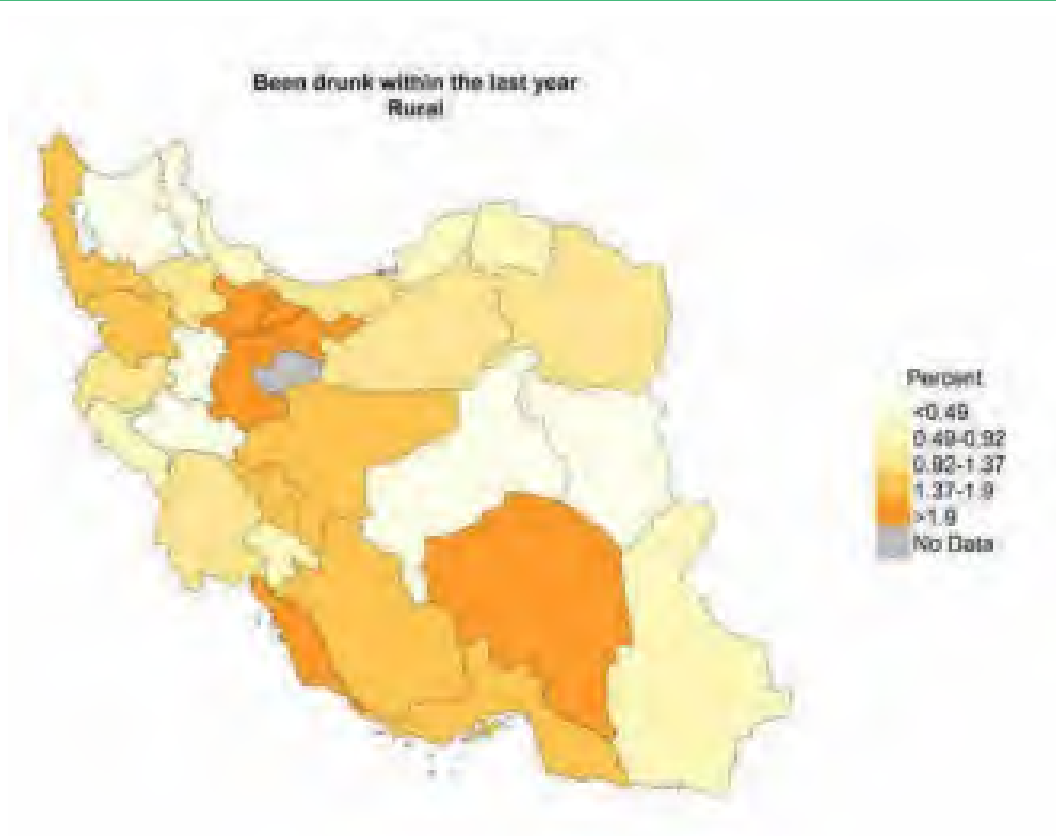 Been drunk within the last year
Rural
Percent
<0.49
0.49-0.92
0.92-1.37
1.37-1.9
>1.9
No Data